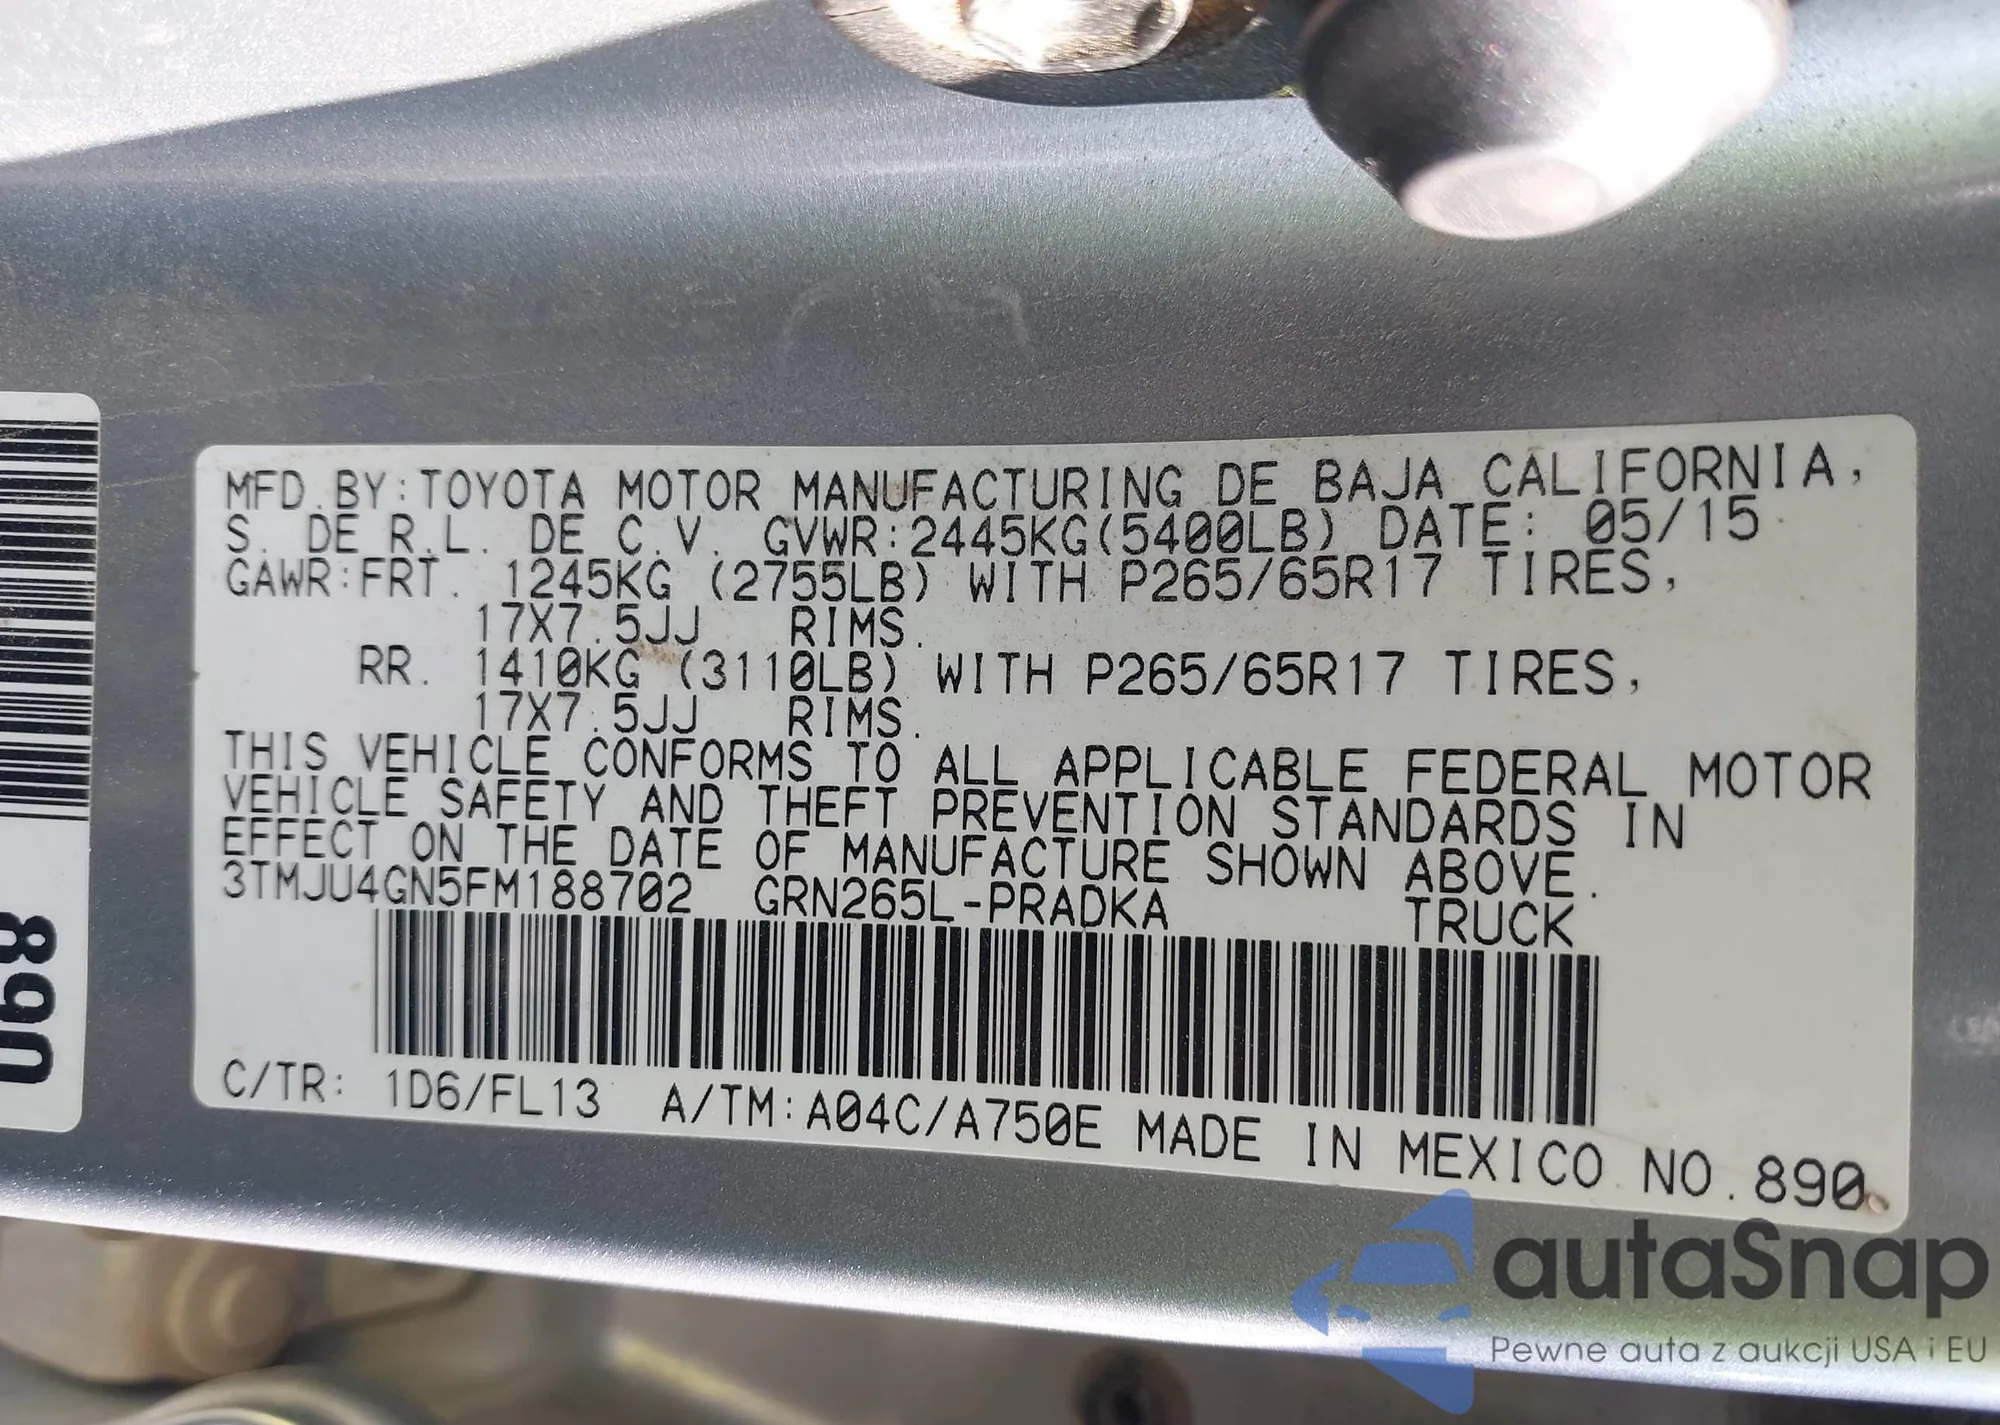 MFD.BY:TOYOTA MOTOR MANUFACTURING DE BAJA CALIFORNIA,
S. DE R.L. DE C.V. GVWR:2445KG(5400LB) DATE: 05/15
GAWR:FRT. 1245KG (2755LB) WITH P265/65R17 TIRES,
17X7.5JJ RIMS.
RR. 1410KG (3110LB) WITH P265/65R17 TIRES,
17X7.5JJ RIMS.
THIS VEHICLE CONFORMS TO ALL APPLICABLE FEDERAL MOTOR
VEHICLE SAFETY AND THEFT PREVENTION STANDARDS IN
EFFECT ON THE DATE OF MANUFACTURE SHOWN ABOVE.
3TMJU4GN5FM188702 GRN265L-PRADKA TRUCK
C/TR: 1D6/FL13 A/TM:A04C/A750E MADE IN MEXICO NO.890
890
autaSnap
Pewne auta z aukcji USA i EU